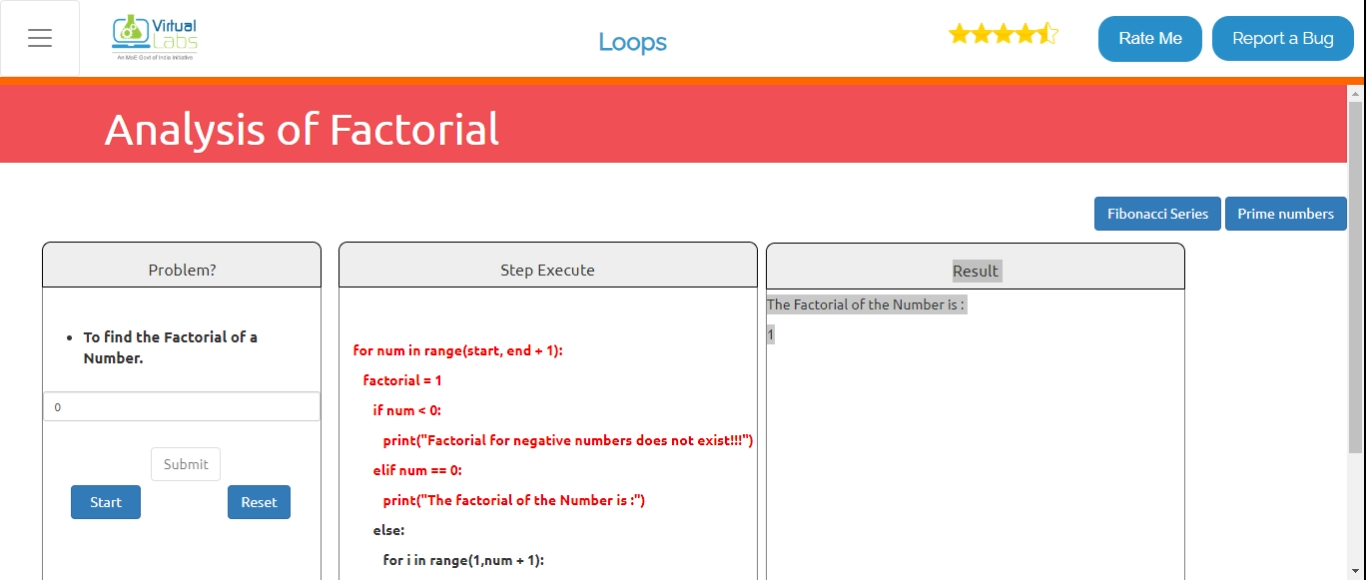 Virtual
Labs
An MoE Govt of India Initiative
Loops
Rate Me
Report a Bug
Analysis of Factorial
Fibonacci Series
Prime numbers
Problem?
• To find the Factorial of a
Number.
0
Submit
Start
Reset
Step Execute
for num in range(start, end + 1):
factorial = 1
if num < 0:
print("Factorial for negative numbers does not exist!!!")
elif num == 0:
print("The factorial of the Number is :")
else:
for i in range(1,num + 1):
Result
The Factorial of the Number is :
1